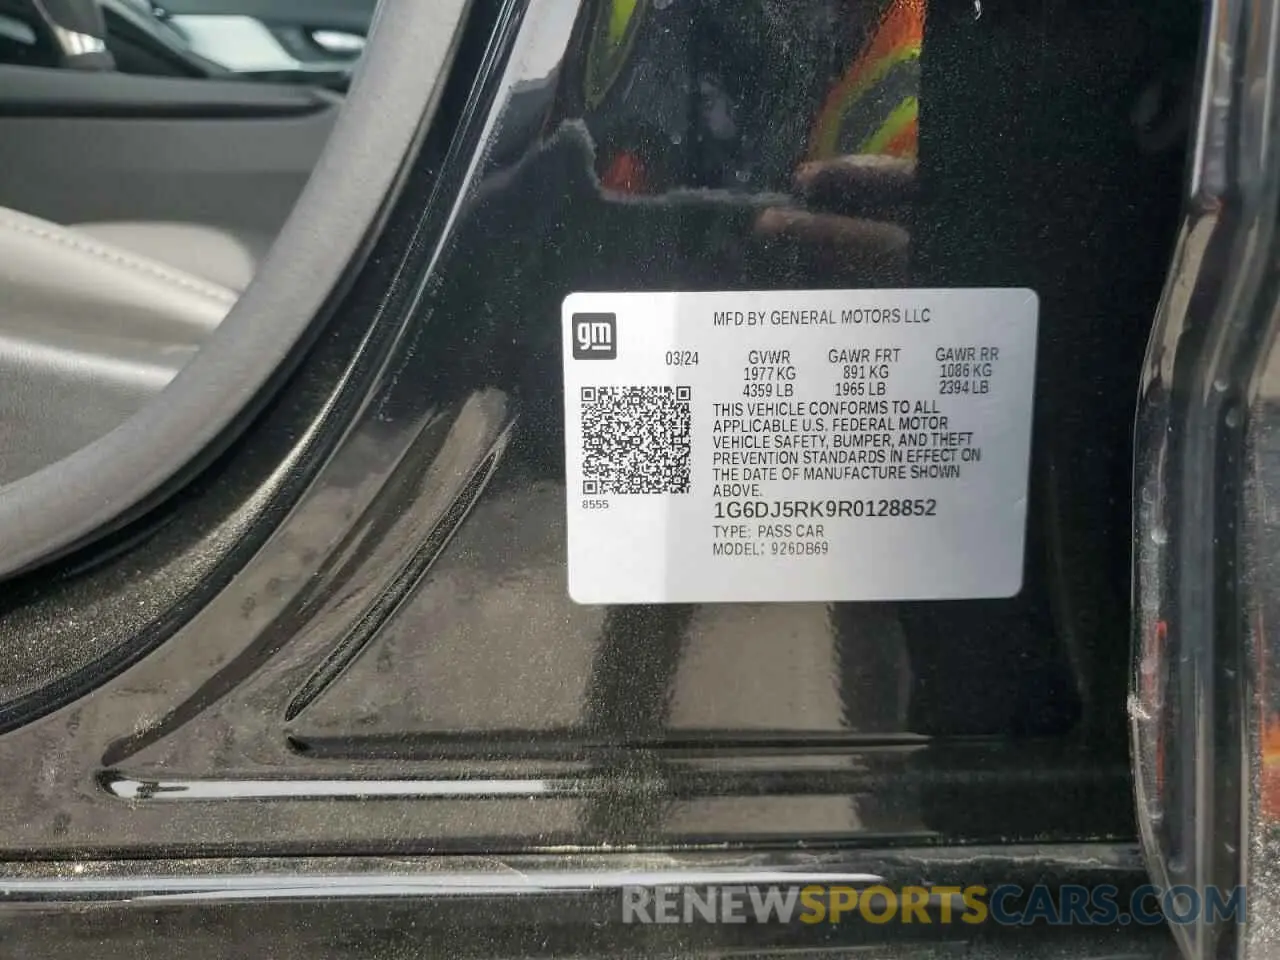 gm
MFD BY GENERAL MOTORS LLC
03/24
GVWR GAWR FRT GAWR RR
1977 KG 891 KG 1086 KG
4359 LB 1965 LB 2394 LB
THIS VEHICLE CONFORMS TO ALL
APPLICABLE U.S. FEDERAL MOTOR
VEHICLE SAFETY, BUMPER, AND THEFT
PREVENTION STANDARDS IN EFFECT ON
THE DATE OF MANUFACTURE SHOWN
ABOVE.
8555
1G6DJ5RK9R0128852
TYPE: PASS CAR
MODEL: 926DB69
RENEWSPORTSCARS.COM